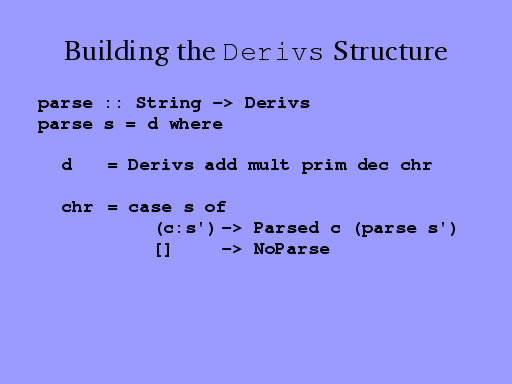 Building the Derivs Structure
parse :: String -> Derivs
parse s = d where
d = Derivs add mult prim dec chr
chr = case s of
(c:s') -> Parsed c (parse s')
[] -> NoParse